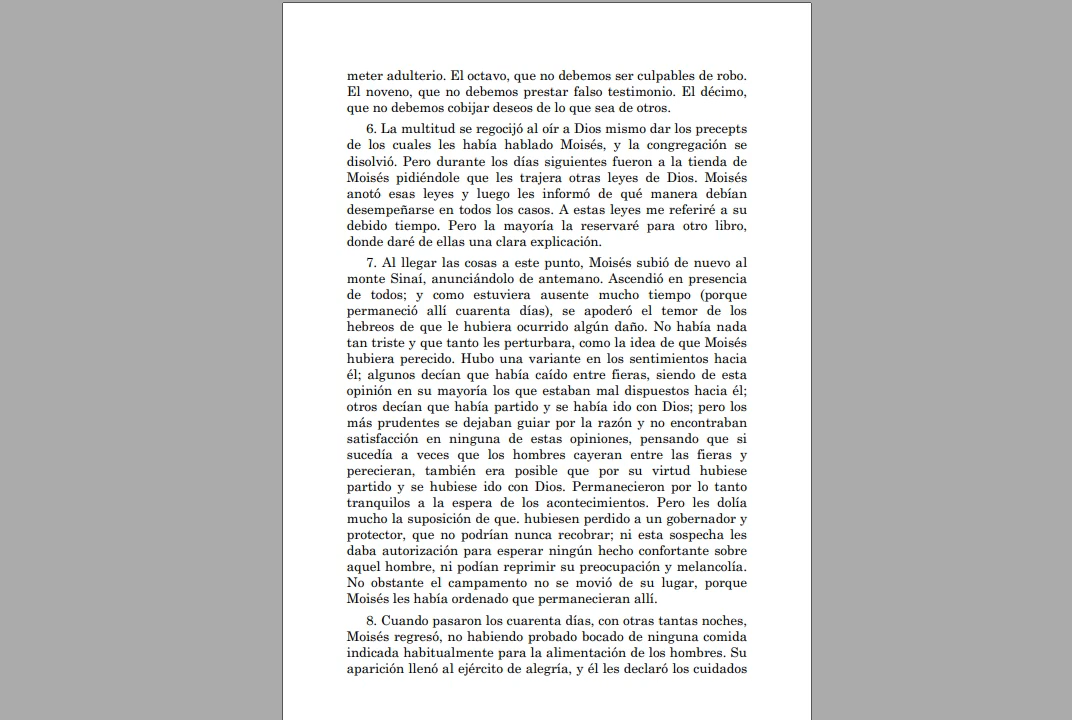 meter adulterio. El octavo, que no debemos ser culpables de robo.
El noveno, que no debemos prestar falso testimonio. El décimo,
que no debemos cobijar deseos de lo que sea de otros.
6. La multitud se regocijó al oír a Dios mismo dar los precepts
de los cuales les había hablado Moisés, y la congregación se
disolvió. Pero durante los días siguientes fueron a la tienda de
Moisés pidiéndole que les trajera otras leyes de Dios. Moisés
anotó esas leyes y luego les informó de qué manera debían
desempeñarse en todos los casos. A estas leyes me referiré a su
debido tiempo. Pero la mayoría la reservaré para otro libro,
donde daré de ellas una clara explicación.
7. Al llegar las cosas a este punto, Moisés subió de nuevo al
monte Sinaí, anunciándolo de antemano. Ascendió en presencia
de todos; y como estuviera ausente mucho tiempo (porque
permaneció allí cuarenta días), se apoderó el temor de los
hebreos de que le hubiera ocurrido algún daño. No había nada
tan triste y que tanto les perturbara, como la idea de que Moisés
hubiera perecido. Hubo una variante en los sentimientos hacia
él; algunos decían que había caído entre fieras, siendo de esta
opinión en su mayoría los que estaban mal dispuestos hacia él;
otros decían que había partido y se había ido con Dios; pero los
más prudentes se dejaban guiar por la razón y no encontraban
satisfacción en ninguna de estas opiniones, pensando que si
sucedía a veces que los hombres cayeran entre las fieras y
perecieran, también era posible que por su virtud hubiese
partido y se hubiese ido con Dios. Permanecieron por lo tanto
tranquilos a la espera de los acontecimientos. Pero les dolía
mucho la suposición de que. hubiesen perdido a un gobernador y
protector, que no podrían nunca recobrar; ni esta sospecha les
daba autorización para esperar ningún hecho confortante sobre
aquel hombre, ni podían reprimir su preocupación y melancolía.
No obstante el campamento no se movió de su lugar, porque
Moisés les había ordenado que permanecieran allí.
8. Cuando pasaron los cuarenta días, con otras tantas noches,
Moisés regresó, no habiendo probado bocado de ninguna comida
indicada habitualmente para la alimentación de los hombres. Su
aparición llenó al ejército de alegría, y él les declaró los cuidados